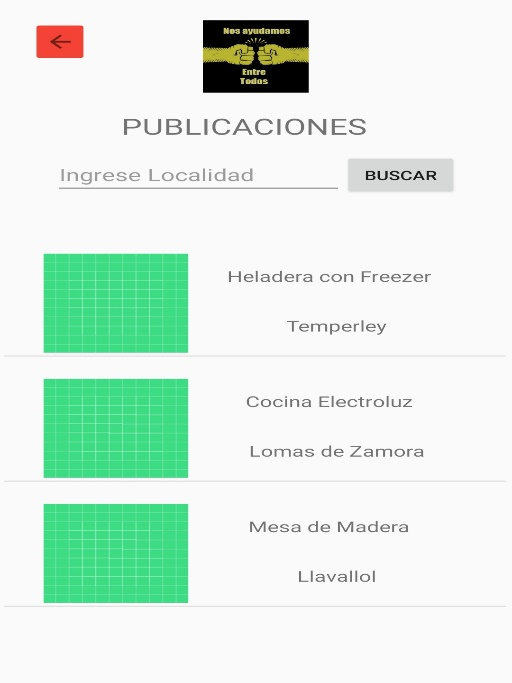 Nos ayudamos
Entre
Todos
PUBLICACIONES
Ingrese Localidad
BUSCAR
Heladera con Freezer
Temperley
Cocina Electroluz
Lomas de Zamora
Mesa de Madera
Llavallol